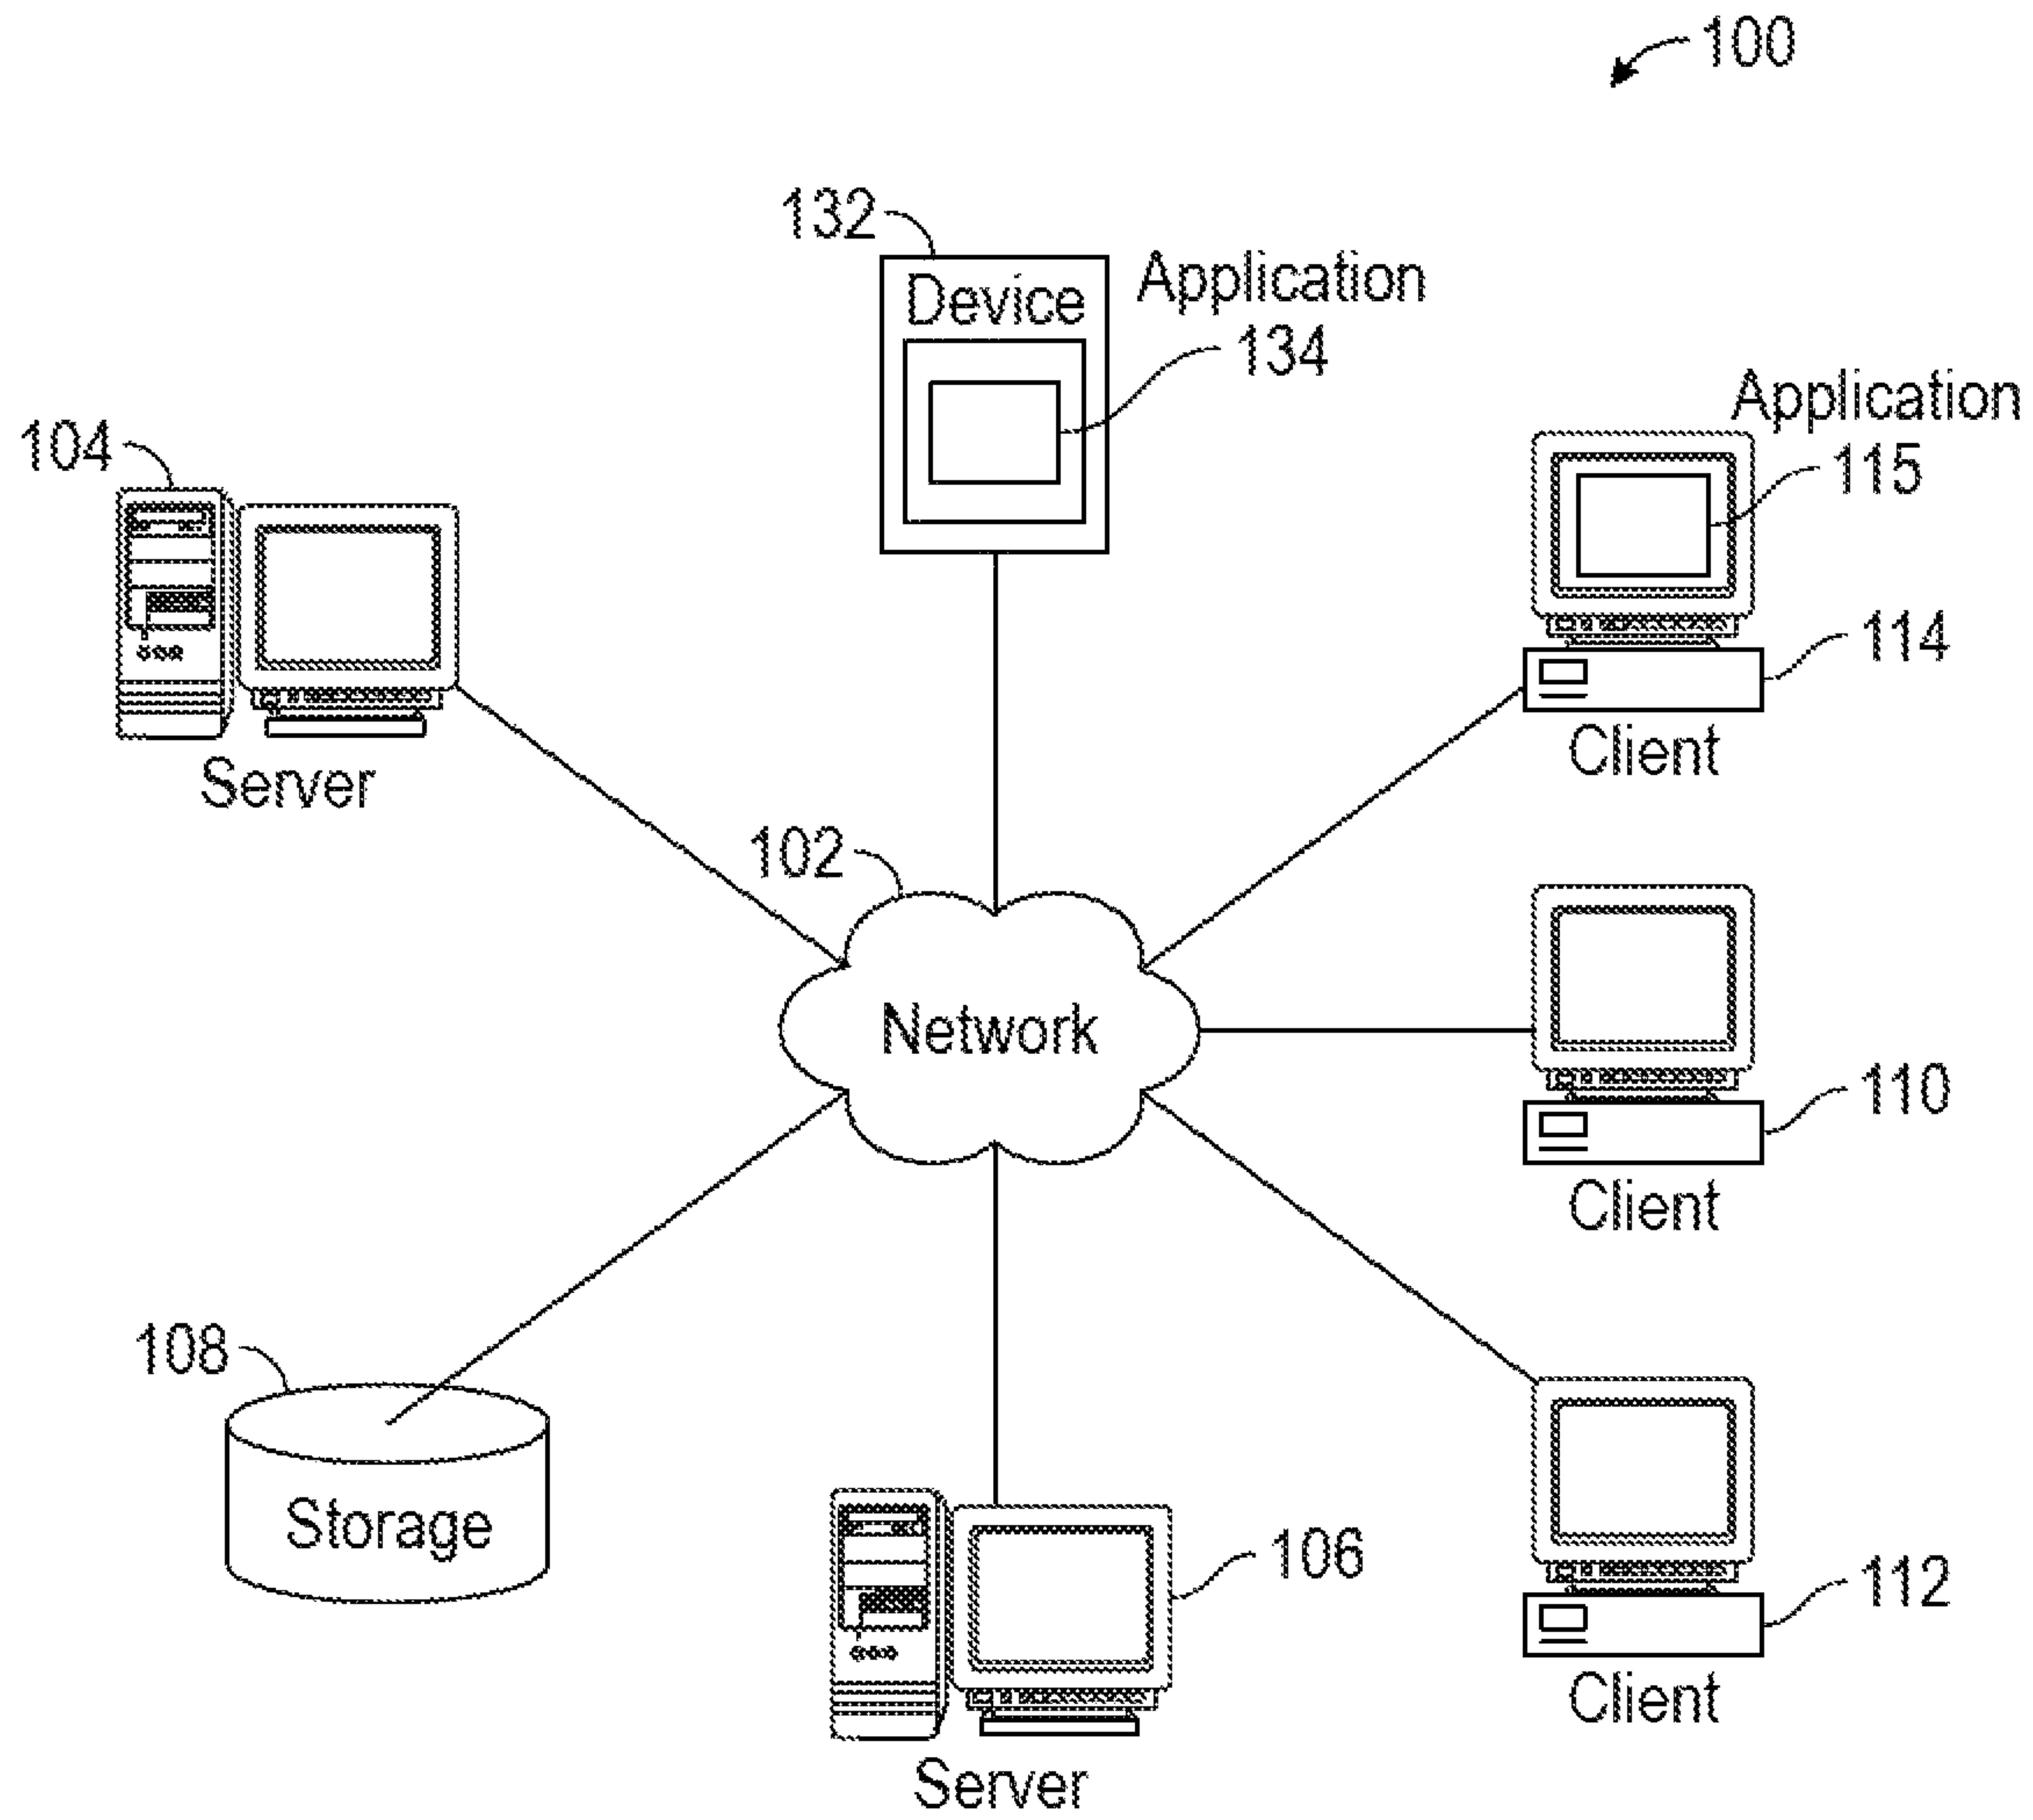 100
132
Device
Application
134
Application
115
104
114
Client
Server
102
Network
110
Client
108
Storage
106
112
Client
Server